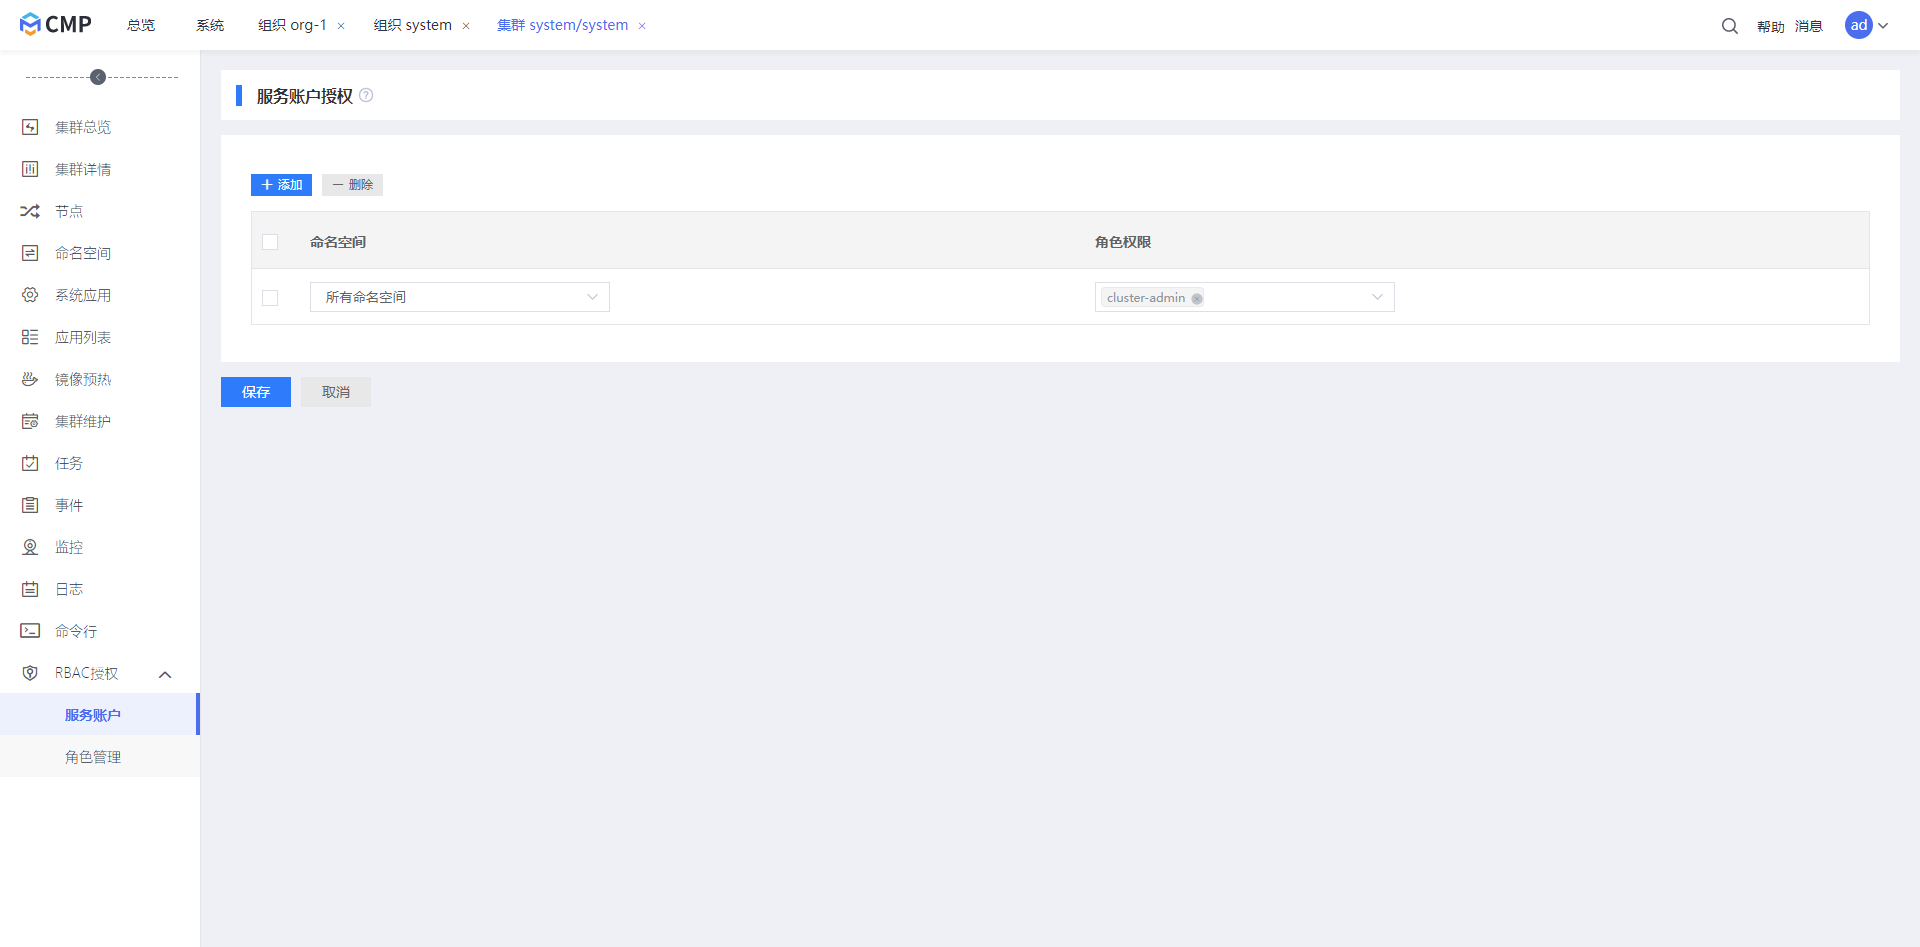 CMP 总览 系统 组织 org-1 × 组织 system × 集群 system/system × 帮助 消息 ad
集群总览
集群详情
节点
命名空间
系统应用
应用列表
镜像预热
集群维护
任务
事件
监控
日志
命令行
RBAC授权
服务账户
角色管理
服务账户授权 ?
+ 添加 — 删除
命名空间 角色权限
所有命名空间 cluster-admin
保存 取消